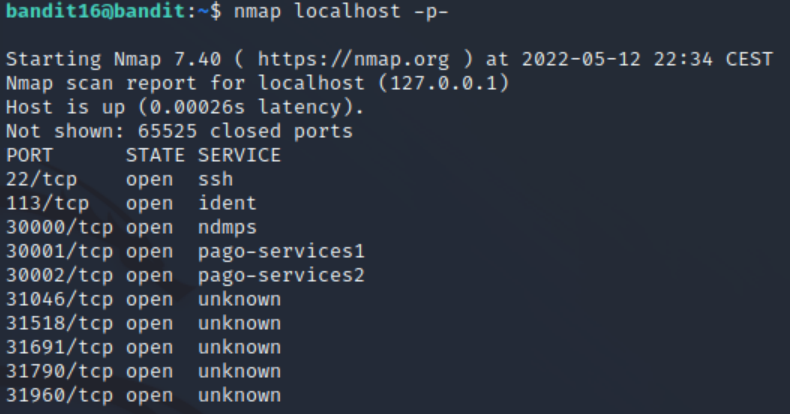 bandit16@bandit:~$ nmap localhost -p-
Starting Nmap 7.40 ( https://nmap.org ) at 2022-05-12 22:34 CEST
Nmap scan report for localhost (127.0.0.1)
Host is up (0.00026s latency).
Not shown: 65525 closed ports
PORT      STATE SERVICE
22/tcp    open  ssh
113/tcp   open  ident
30000/tcp open  ndmps
30001/tcp open  pago-services1
30002/tcp open  pago-services2
31046/tcp open  unknown
31518/tcp open  unknown
31691/tcp open  unknown
31790/tcp open  unknown
31960/tcp open  unknown